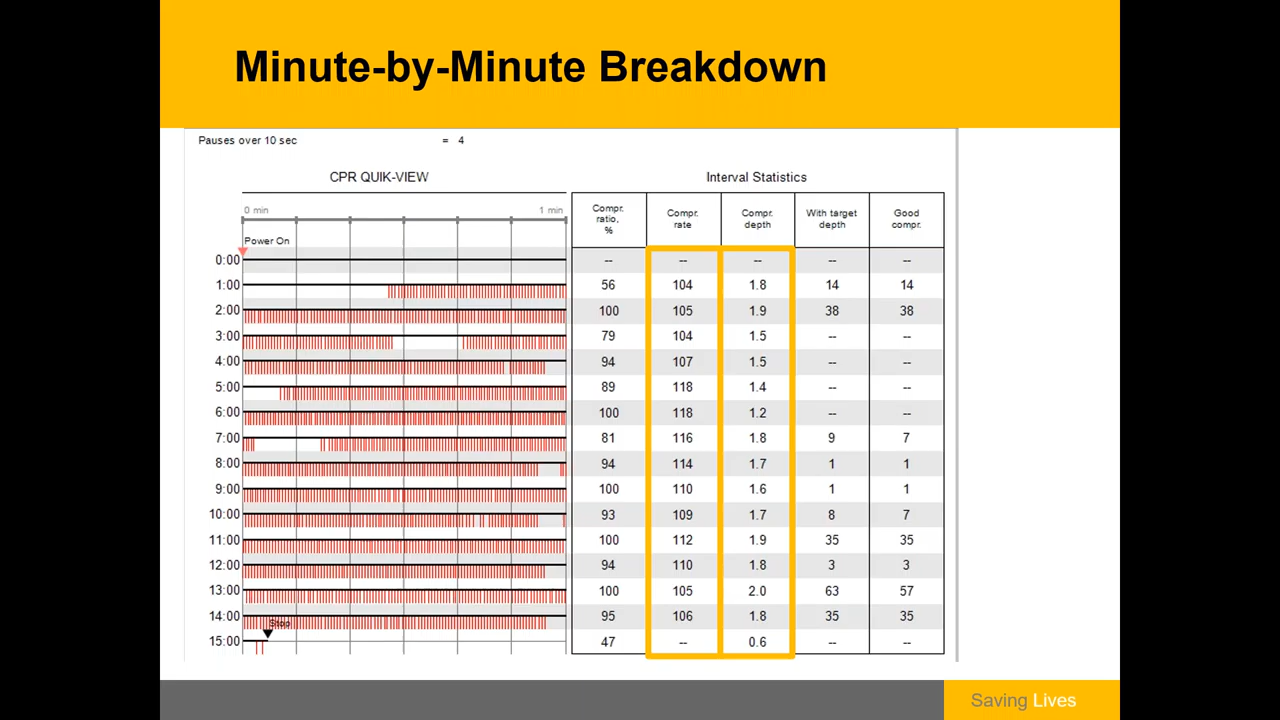 Minute-by-Minute Breakdown
Pauses over 10 sec = 4
CPR QUIK-VIEW
Interval Statistics
0 min 1 min
Compr. ratio, % Compr. rate Compr. depth With target depth Good compr.
Power On
0:00 -- -- -- -- --
1:00 56 104 1.8 14 14
2:00 100 105 1.9 38 38
3:00 79 104 1.5 -- --
4:00 94 107 1.5 -- --
5:00 89 118 1.4 -- --
6:00 100 118 1.2 -- --
7:00 81 116 1.8 9 7
8:00 94 114 1.7 1 1
9:00 100 110 1.6 1 1
10:00 93 109 1.7 8 7
11:00 100 112 1.9 35 35
12:00 94 110 1.8 3 3
13:00 100 105 2.0 63 57
14:00 95 106 1.8 35 35
Stop
15:00 47 -- 0.6 -- --
Saving Lives